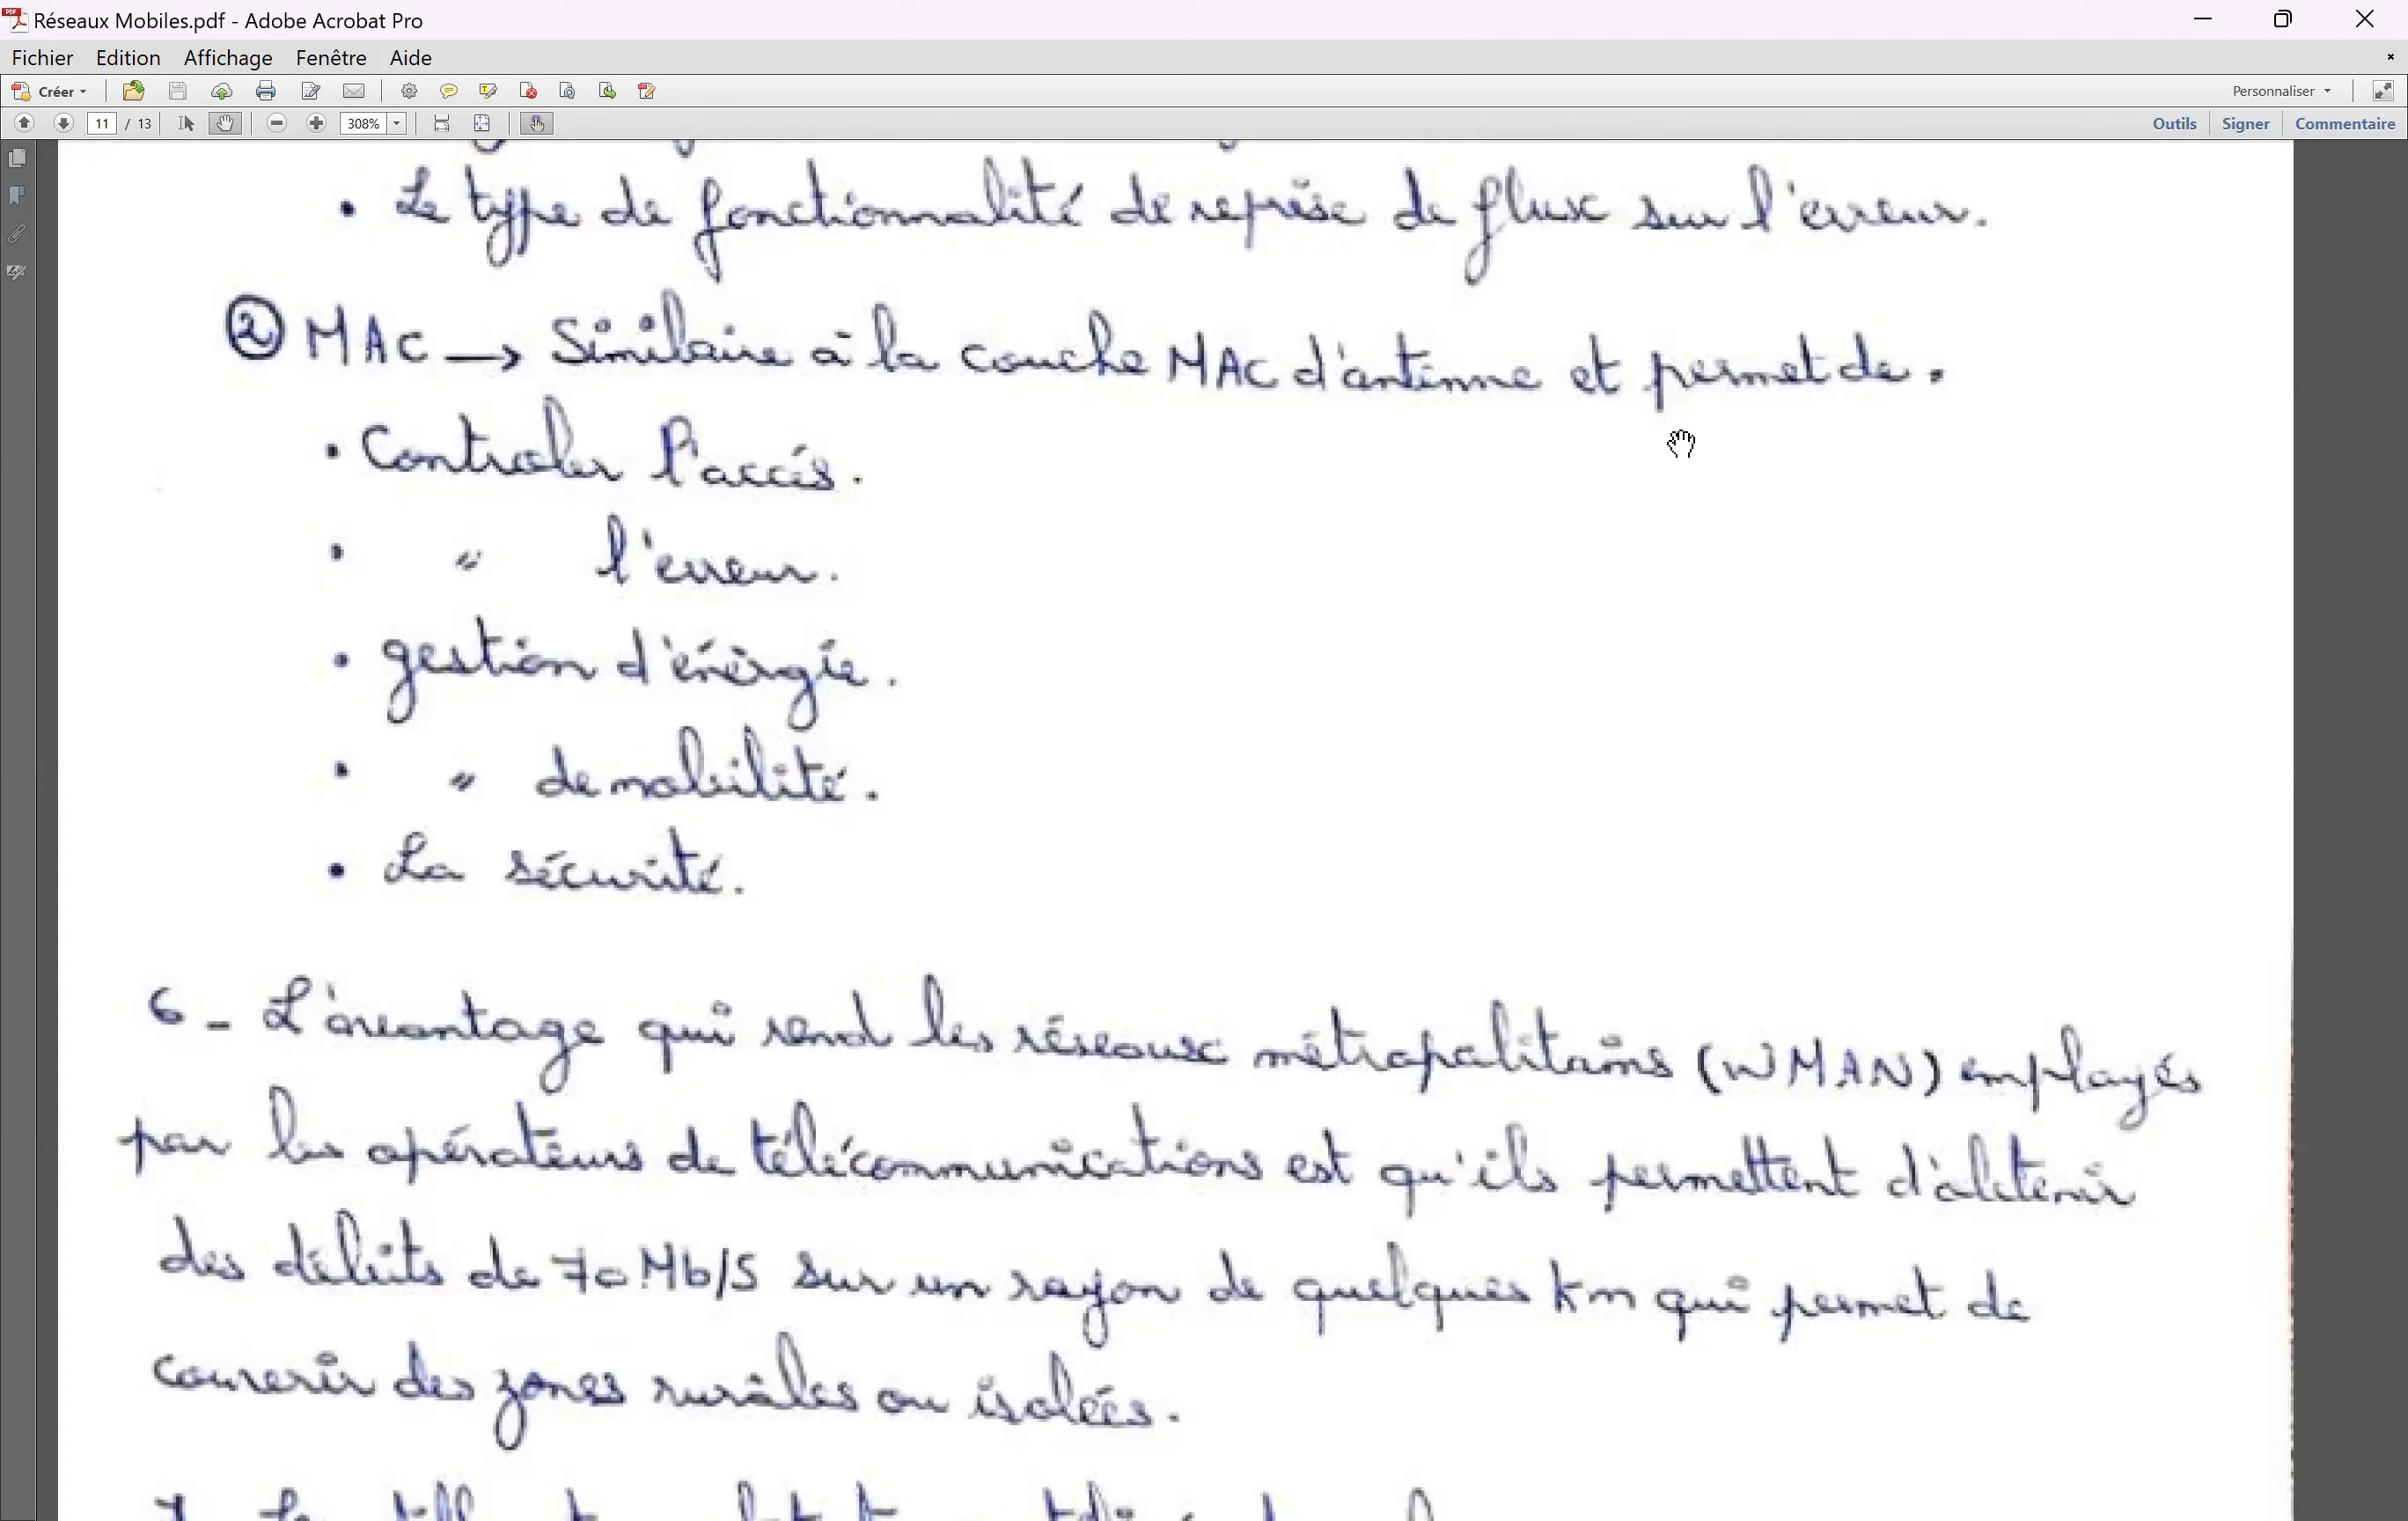 Réseaux Mobiles.pdf - Adobe Acrobat Pro
Fichier Edition Affichage Fenêtre Aide
Créer Personnaliser
11 / 13 308% Outils Signer Commentaire
• Le type de fonctionnalité de reprise de flux sur l'erreur.
② MAC → Similaire à la couche MAC d'antenne et permet de.
• Controler l'accés.
• " l'erreur.
• gestion d'énérgie.
• " de mobilité.
• La sécurité.
6 - L'avantage qui rend les réseaux métropolitains (WMAN) employés
par les opérateurs de télécommunications est qu'ils permettent d'obtenir
des débits de 70 Mb/s sur un rayon de quelques km qui permet de
couverir des zones rurales ou isolées.